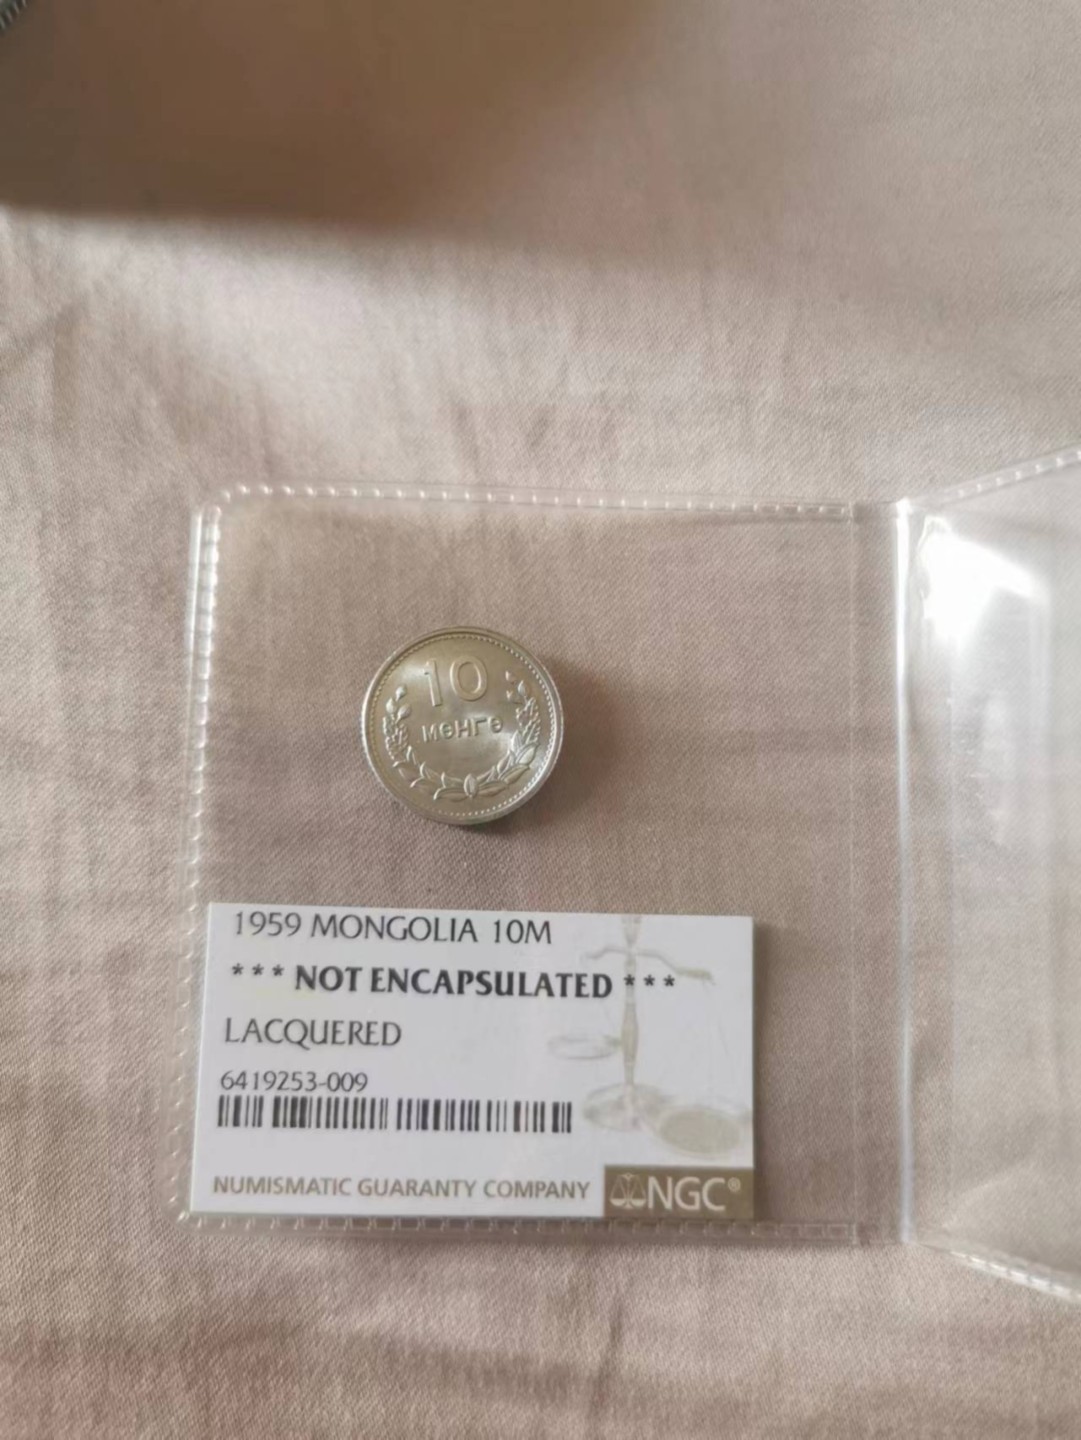 10
мөнгө
1959 MONGOLIA 10M
*** NOT ENCAPSULATED ***
LACQUERED
6419253-009
NUMISMATIC GUARANTY COMPANY NGC®